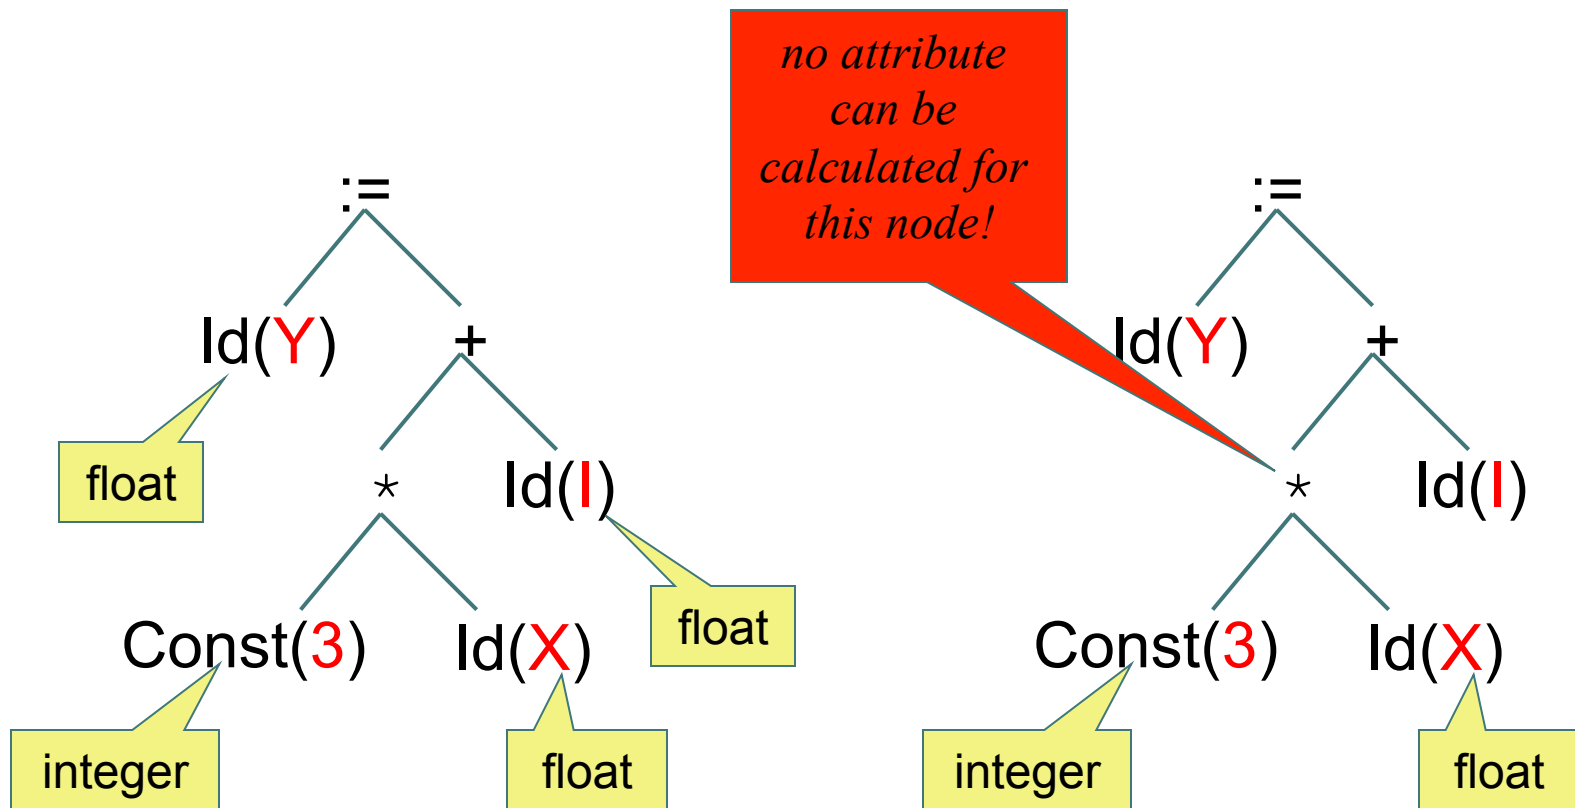 no attribute
can be
calculated for
this node!
:=
:=
Id(Y)
+
Id(Y)
+
float
*
Id(I)
*
Id(I)
float
Const(3)
Id(X)
Const(3)
Id(X)
integer
float
integer
float